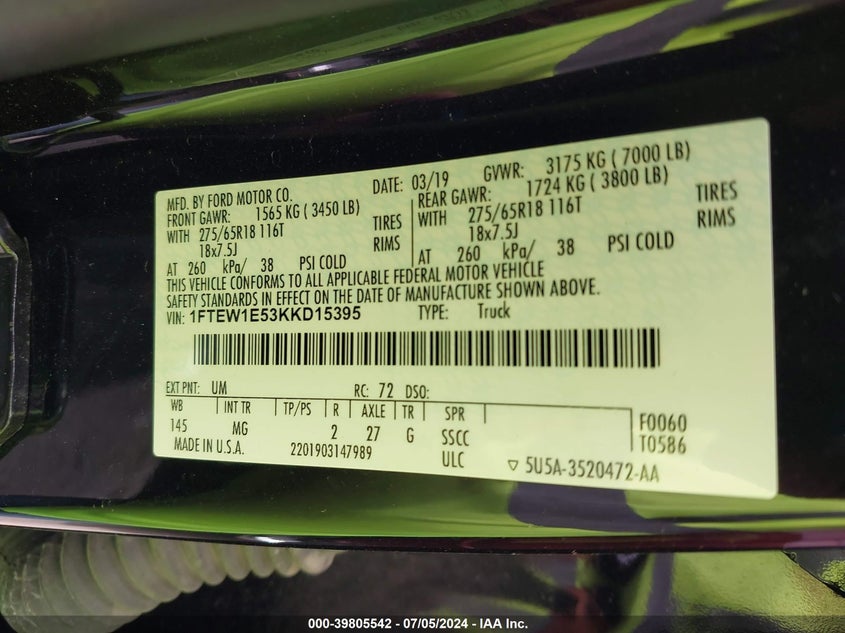 MFD. BY FORD MOTOR CO. DATE: 03/19 GVWR: 3175 KG ( 7000 LB)
FRONT GAWR: 1565 KG ( 3450 LB) REAR GAWR: 1724 KG ( 3800 LB)
WITH 275/65R18 116T TIRES WITH 275/65R18 116T TIRES
18x7.5J RIMS 18x7.5J RIMS
AT 260 kPa/ 38 PSI COLD AT 260 kPa/ 38 PSI COLD
THIS VEHICLE CONFORMS TO ALL APPLICABLE FEDERAL MOTOR VEHICLE
SAFETY STANDARDS IN EFFECT ON THE DATE OF MANUFACTURE SHOWN ABOVE.
VIN: 1FTEW1E53KKD15395 TYPE: Truck
EXT PNT: UM RC: 72 DSO:
WB INT TR TP/PS R AXLE TR SPR F0060
145 MG 2 27 G SSCC T0586
MADE IN U.S.A. 2201903147989 ULC ▽ 5U5A-3520472-AA
000-39805542 - 07/05/2024 - IAA Inc.